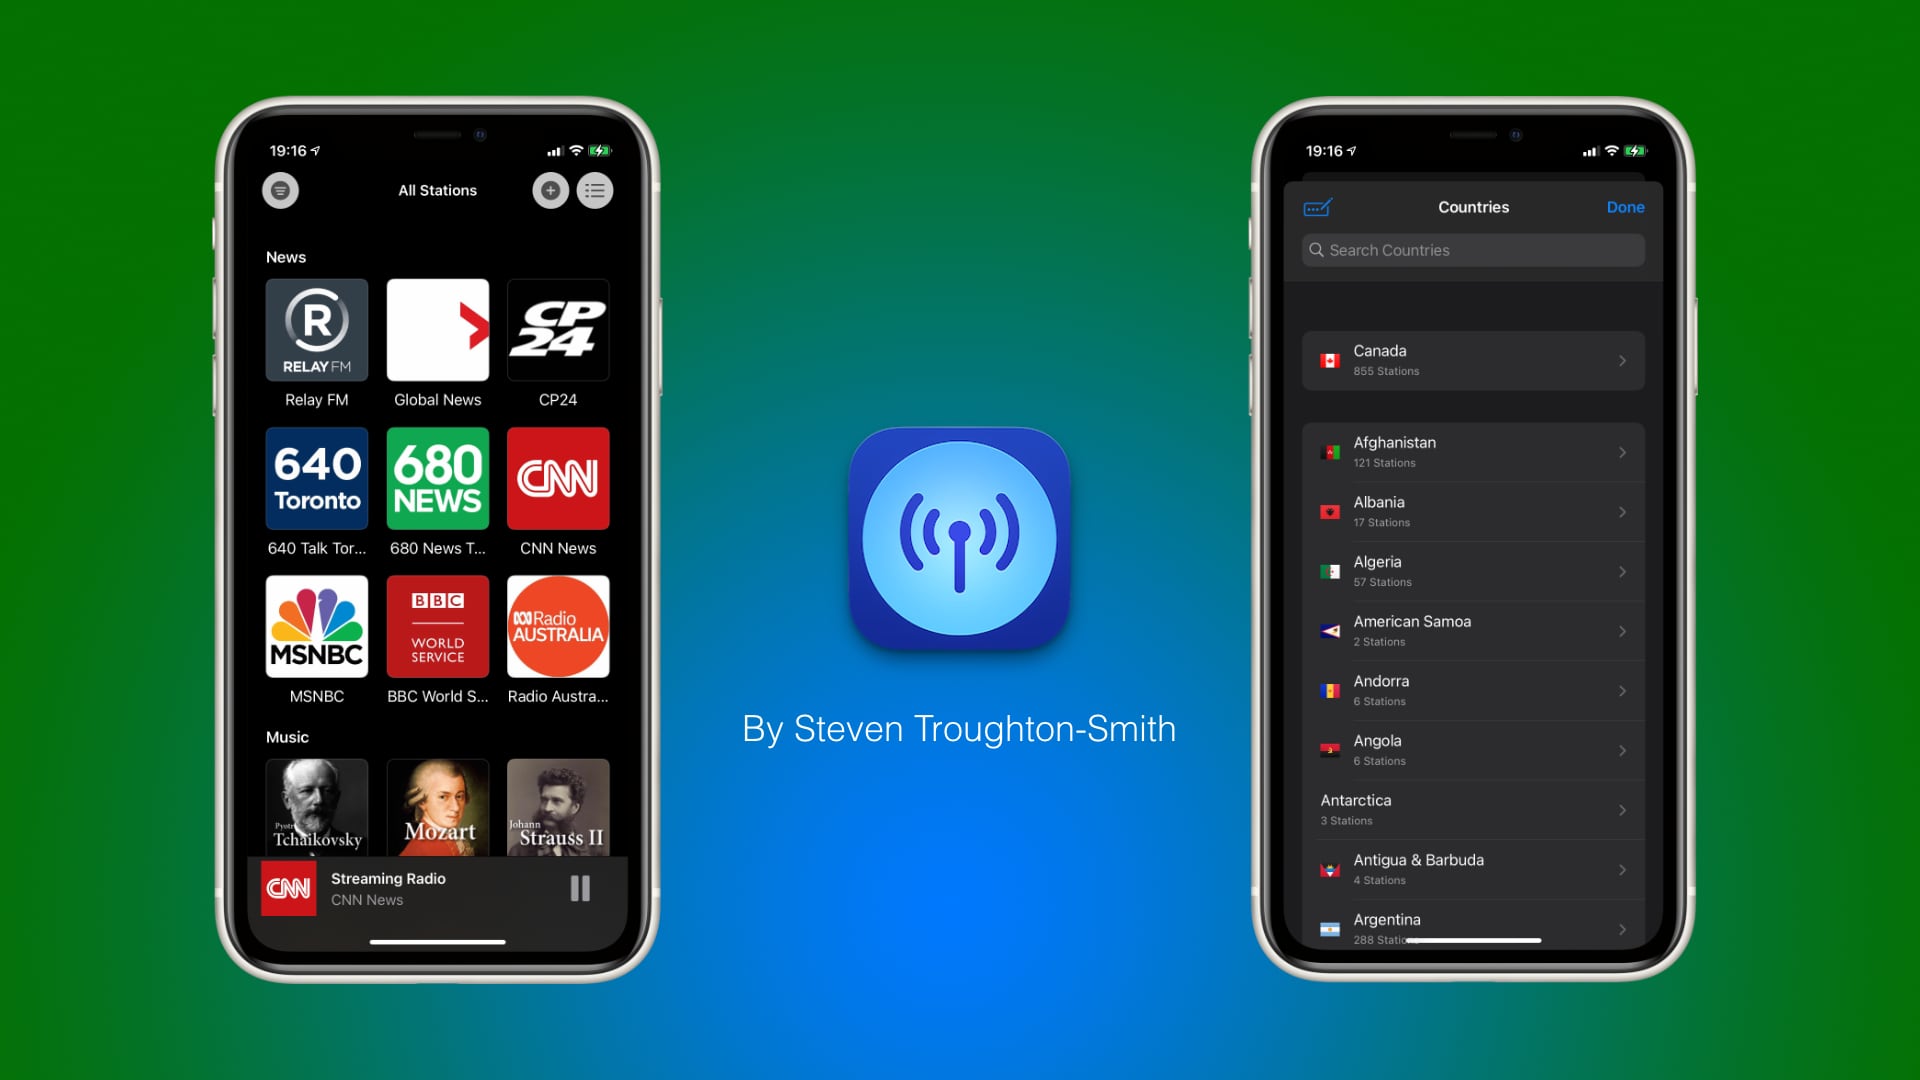 19:16
All Stations
News
R
RELAY FM
CP
24
Relay FM
Global News
CP24
640
Toronto
680
NEWS
CNN
640 Talk Tor...
680 News T...
CNN News
MSNBC
BBC
WORLD
SERVICE
Radio
AUSTRALIA
MSNBC
BBC World S...
Radio Austra...
Music
Pyotr
Tchaikovsky
Mozart
Johann
Strauss II
CNN
Streaming Radio
CNN News
By Steven Troughton-Smith
19:16
Countries
Done
Search Countries
Canada
855 Stations
Afghanistan
121 Stations
Albania
17 Stations
Algeria
57 Stations
American Samoa
2 Stations
Andorra
6 Stations
Angola
6 Stations
Antarctica
3 Stations
Antigua & Barbuda
4 Stations
Argentina
288 Statio